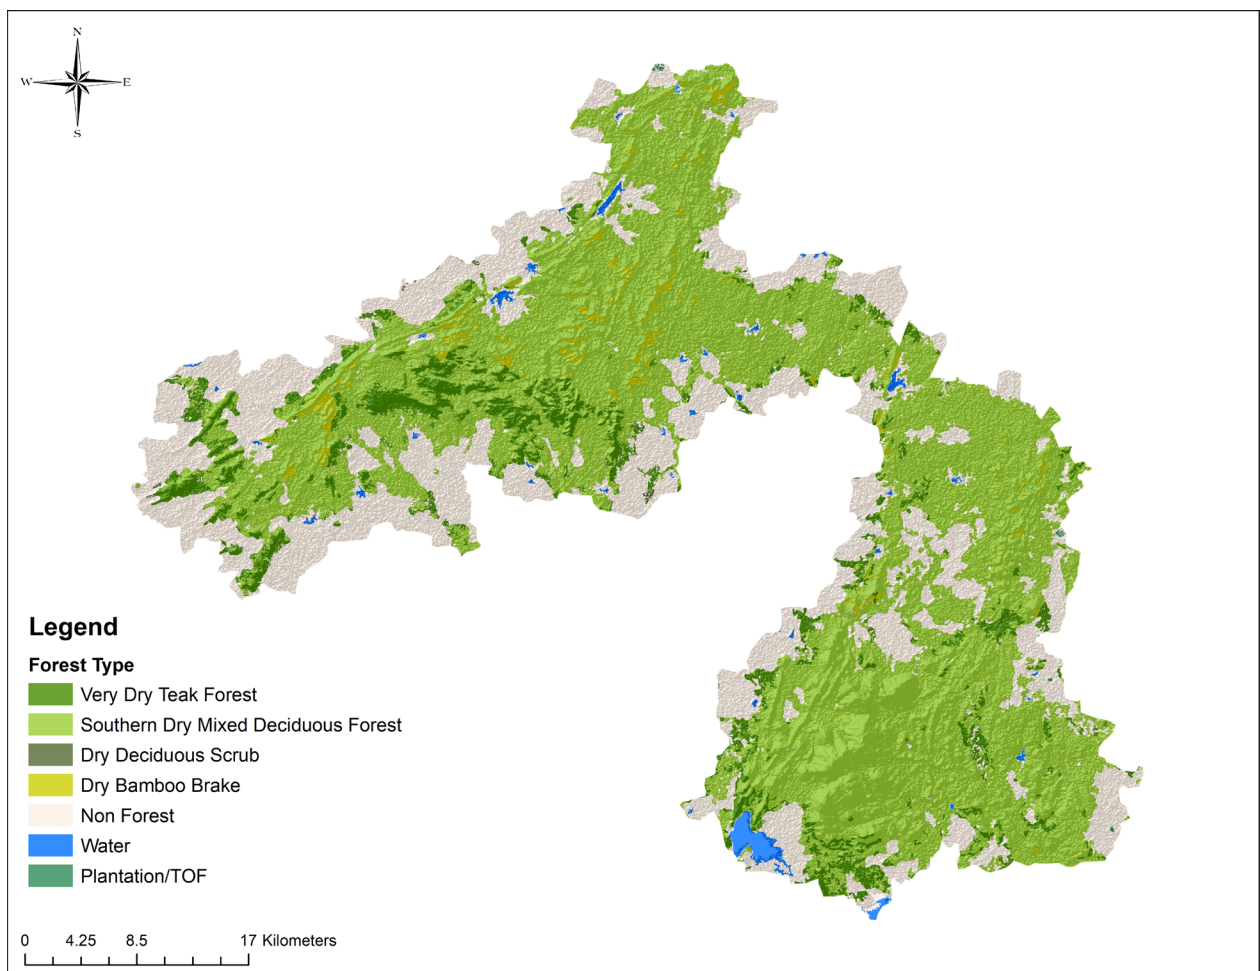 N
W E
S
Legend
Forest Type
Very Dry Teak Forest
Southern Dry Mixed Deciduous Forest
Dry Deciduous Scrub
Dry Bamboo Brake
Non Forest
Water
Plantation/TOF
0 4.25 8.5 17 Kilometers